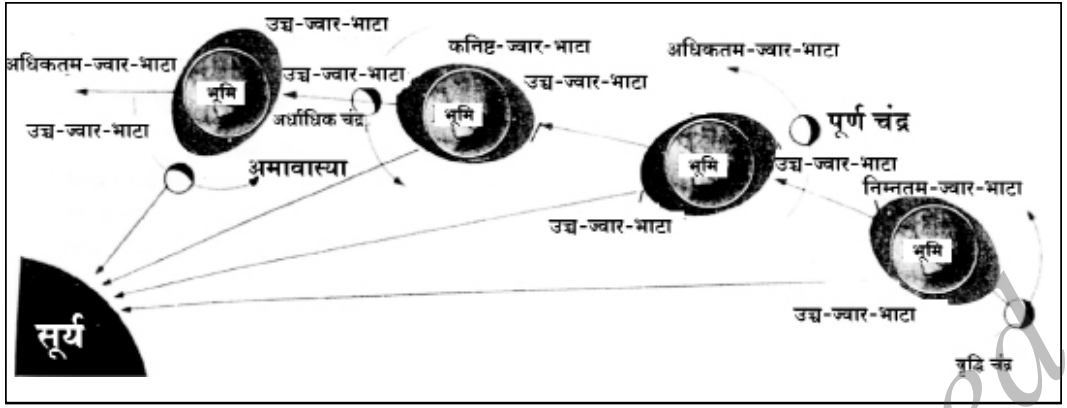 उच्च-ज्वार-भाटा
कनिष्ठ-ज्वार-भाटा
अधिकतम-ज्वार-भाटा
अधिकतम-ज्वार-भाटा
उच्च-ज्वार-भाटा
उच्च-ज्वार-भाटा
भूमि
भूमि
अर्धाधिक चंद्र
उच्च-ज्वार-भाटा
पूर्ण चंद्र
अमावास्या
भूमि
उच्च-ज्वार-भाटा
निम्नतम-ज्वार-भाटा
उच्च-ज्वार-भाटा
भूमि
उच्च-ज्वार-भाटा
सूर्य
वृद्धि चंद्र